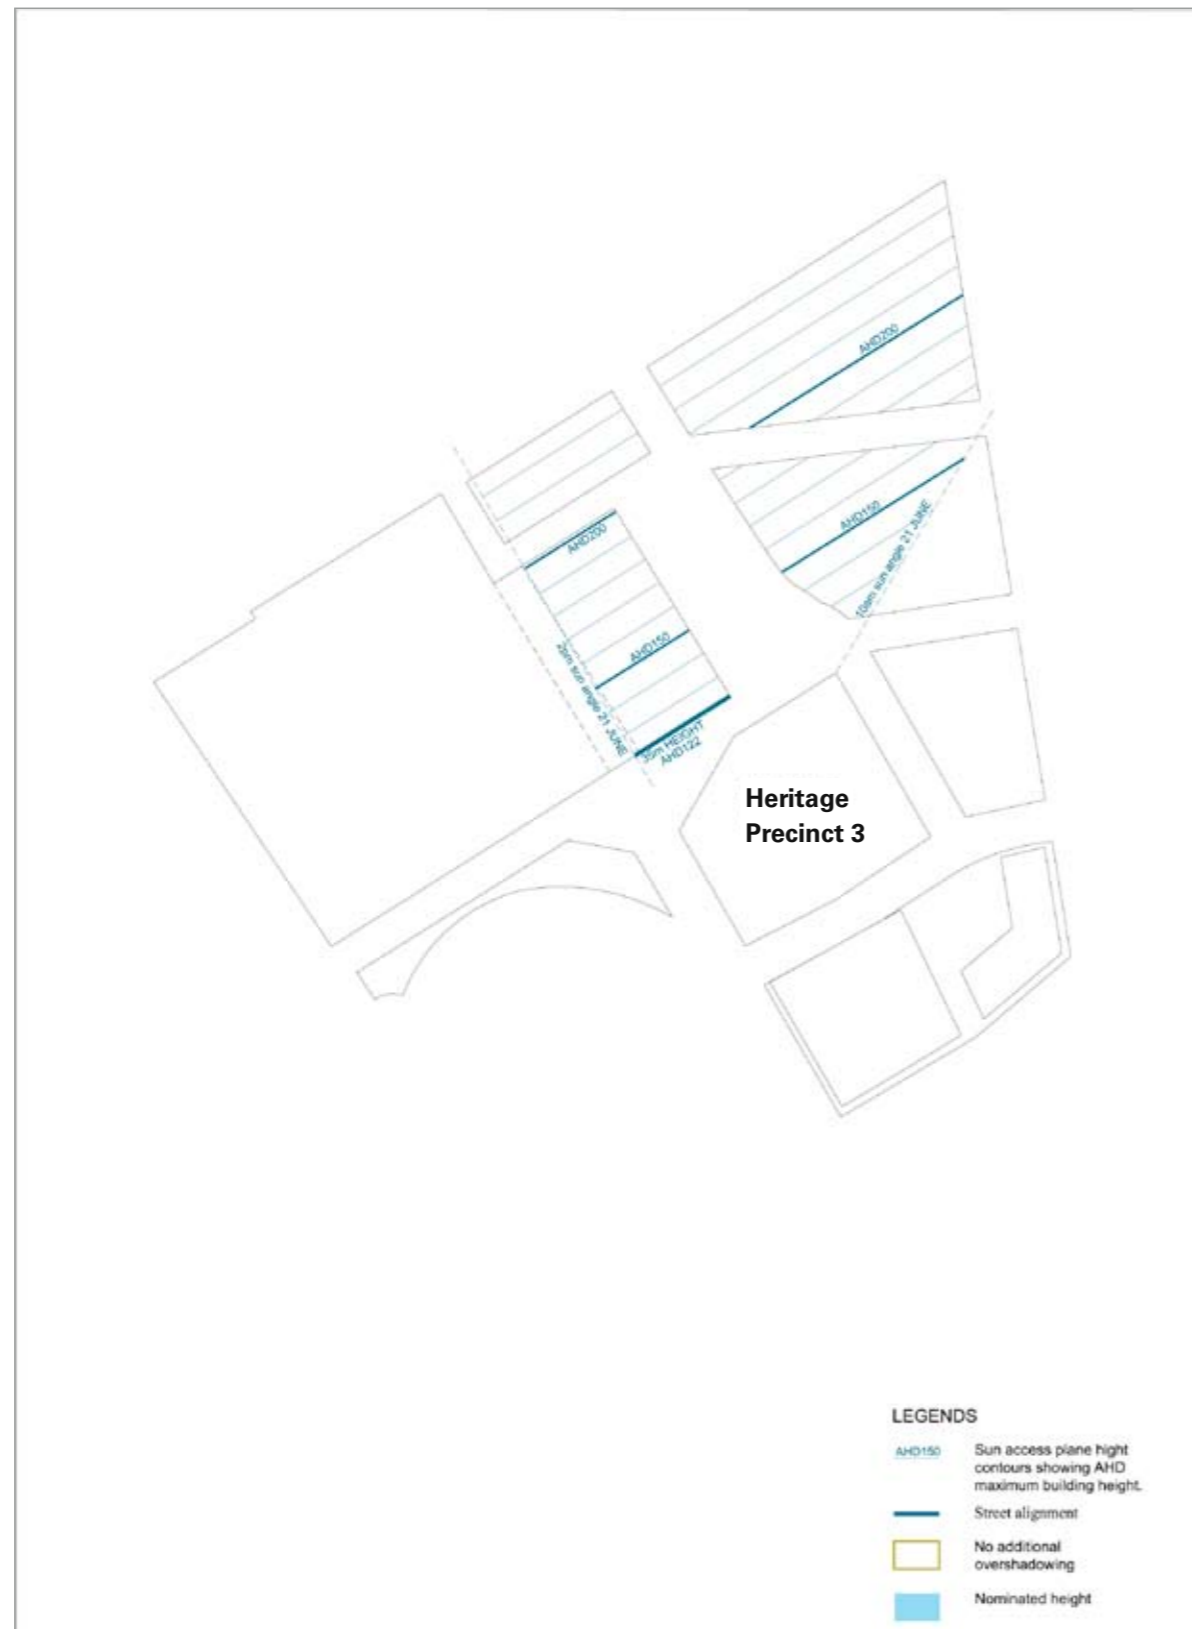 AHD200
AHD150
10am sun angle 21 JUNE
AHD200
AHD150
2pm sun angle 21 JUNE
35m HEIGHT
AHD122
Heritage
Precinct 3
LEGENDS
AHD150
Sun access plane hight
contours showing AHD
maximum building height.
Street alignment
No additional
overshadowing
Nominated height